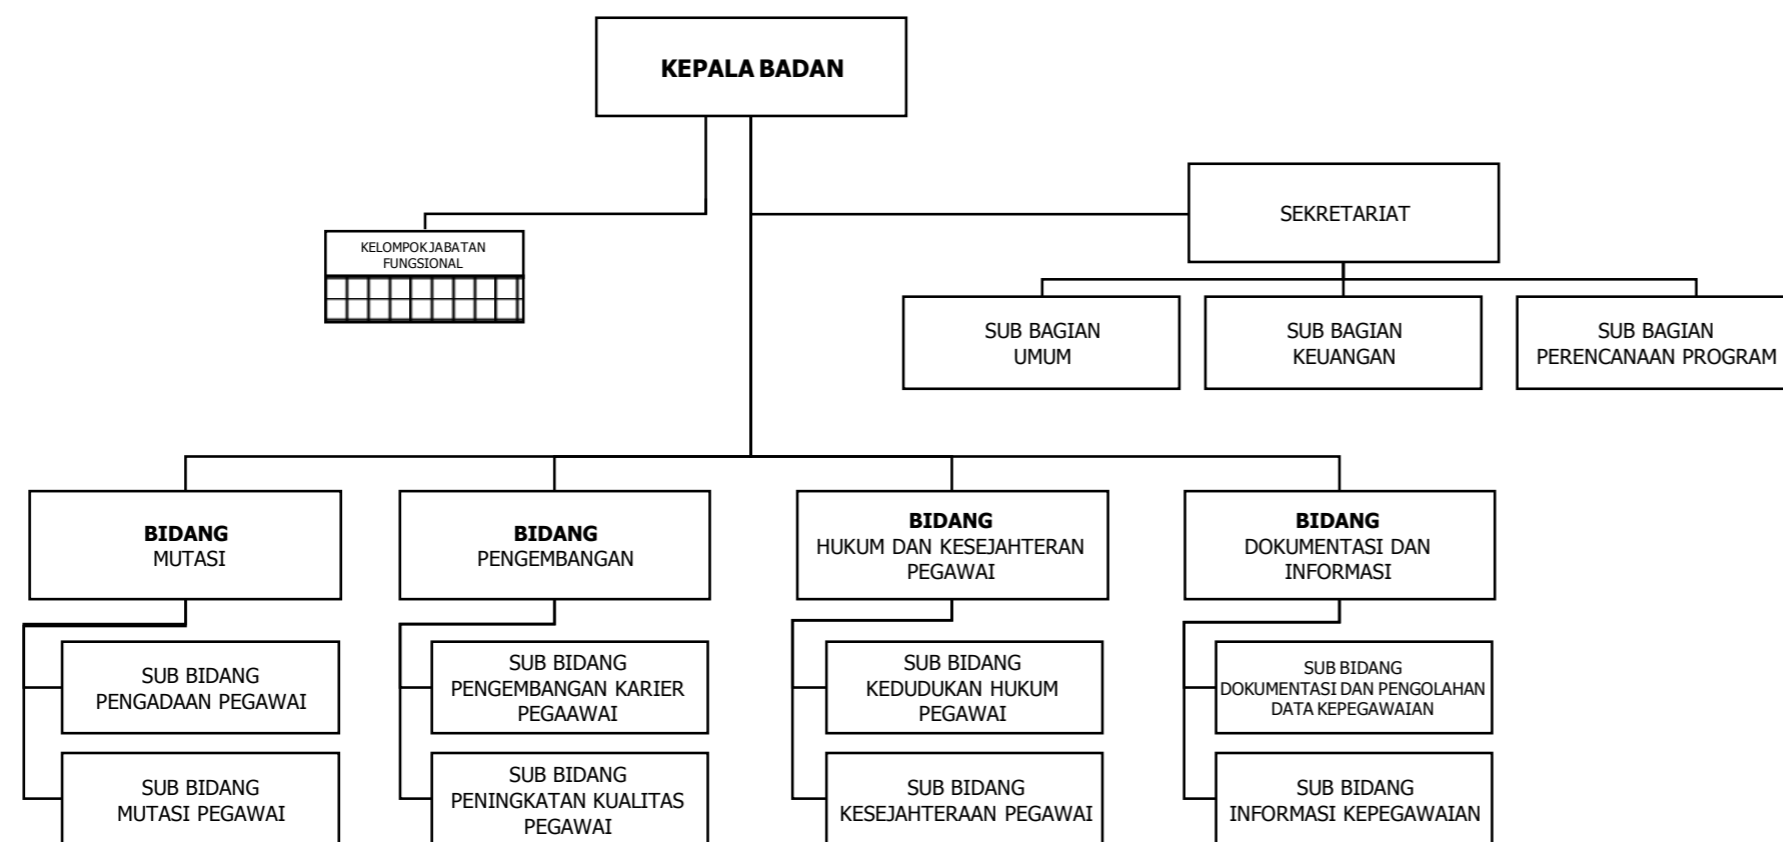 KEPALA BADAN
SEKRETARIAT
KELOMPOK JABATAN
FUNGSIONAL
SUB BAGIAN
UMUM
SUB BAGIAN
KEUANGAN
SUB BAGIAN
PERENCANAAN PROGRAM
BIDANG
MUTASI
BIDANG
PENGEMBANGAN
BIDANG
HUKUM DAN KESEJAHTERAN
PEGAWAI
BIDANG
DOKUMENTASI DAN
INFORMASI
SUB BIDANG
PENGADAAN PEGAWAI
SUB BIDANG
PENGEMBANGAN KARIER
PEGAAWAI
SUB BIDANG
KEDUDUKAN HUKUM
PEGAWAI
SUB BIDANG
DOKUMENTASI DAN PENGOLAHAN
DATA KEPEGAWAIAN
SUB BIDANG
MUTASI PEGAWAI
SUB BIDANG
PENINGKATAN KUALITAS
PEGAWAI
SUB BIDANG
KESEJAHTERAAN PEGAWAI
SUB BIDANG
INFORMASI KEPEGAWAIAN